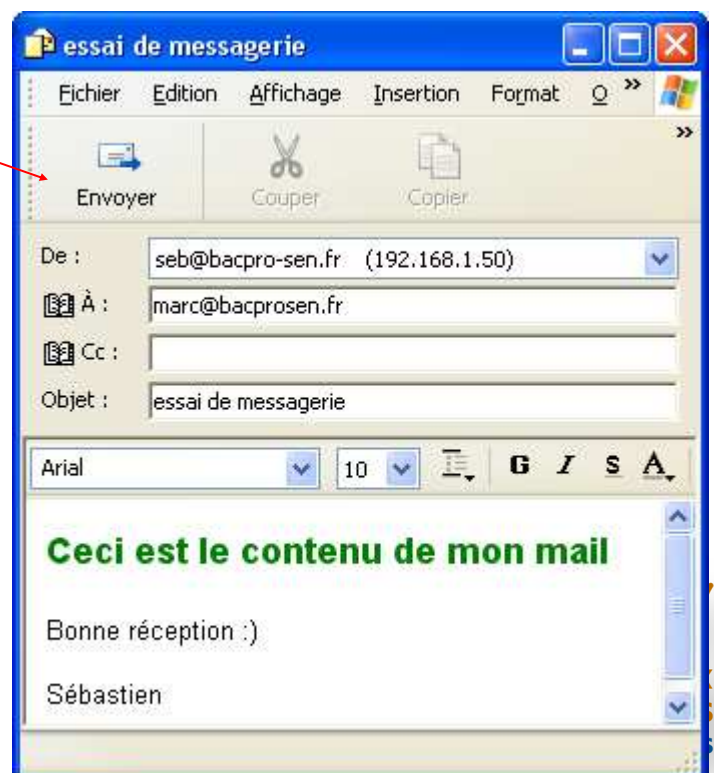 essai de messagerie
Fichier Edition Affichage Insertion Format O »
»
Envoyer Couper Copier
De : seb@bacpro-sen.fr (192.168.1.50)
À : marc@bacprosen.fr
Cc :
Objet : essai de messagerie
Arial 10 G I S A
Ceci est le contenu de mon mail
Bonne réception :)
Sébastien